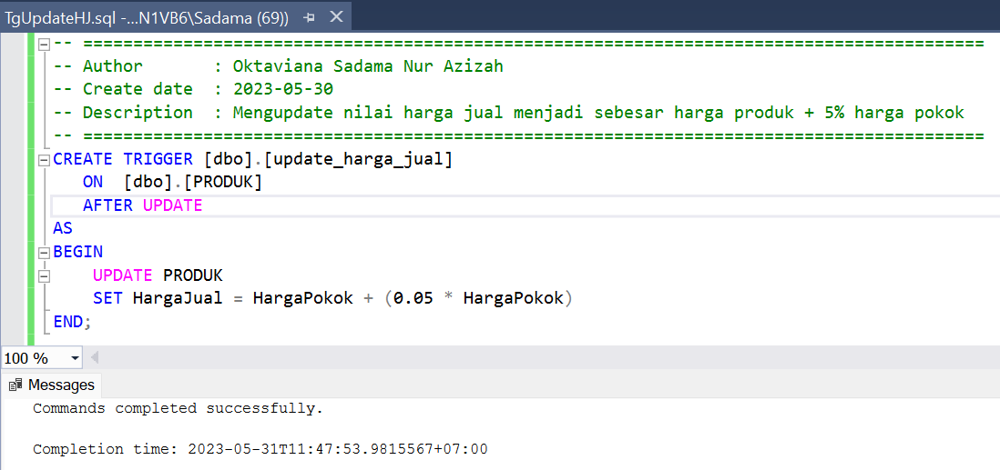 TgUpdateHJ.sql -...N1VB6\Sadama (69))
-- ==========================================================================================
-- Author       : Oktaviana Sadama Nur Azizah
-- Create date  : 2023-05-30
-- Description  : Mengupdate nilai harga jual menjadi sebesar harga produk + 5% harga pokok
-- ==========================================================================================
CREATE TRIGGER [dbo].[update_harga_jual]
   ON  [dbo].[PRODUK]
   AFTER UPDATE
AS
BEGIN
    UPDATE PRODUK
    SET HargaJual = HargaPokok + (0.05 * HargaPokok)
END;
100 %
Messages
Commands completed successfully.
Completion time: 2023-05-31T11:47:53.9815567+07:00